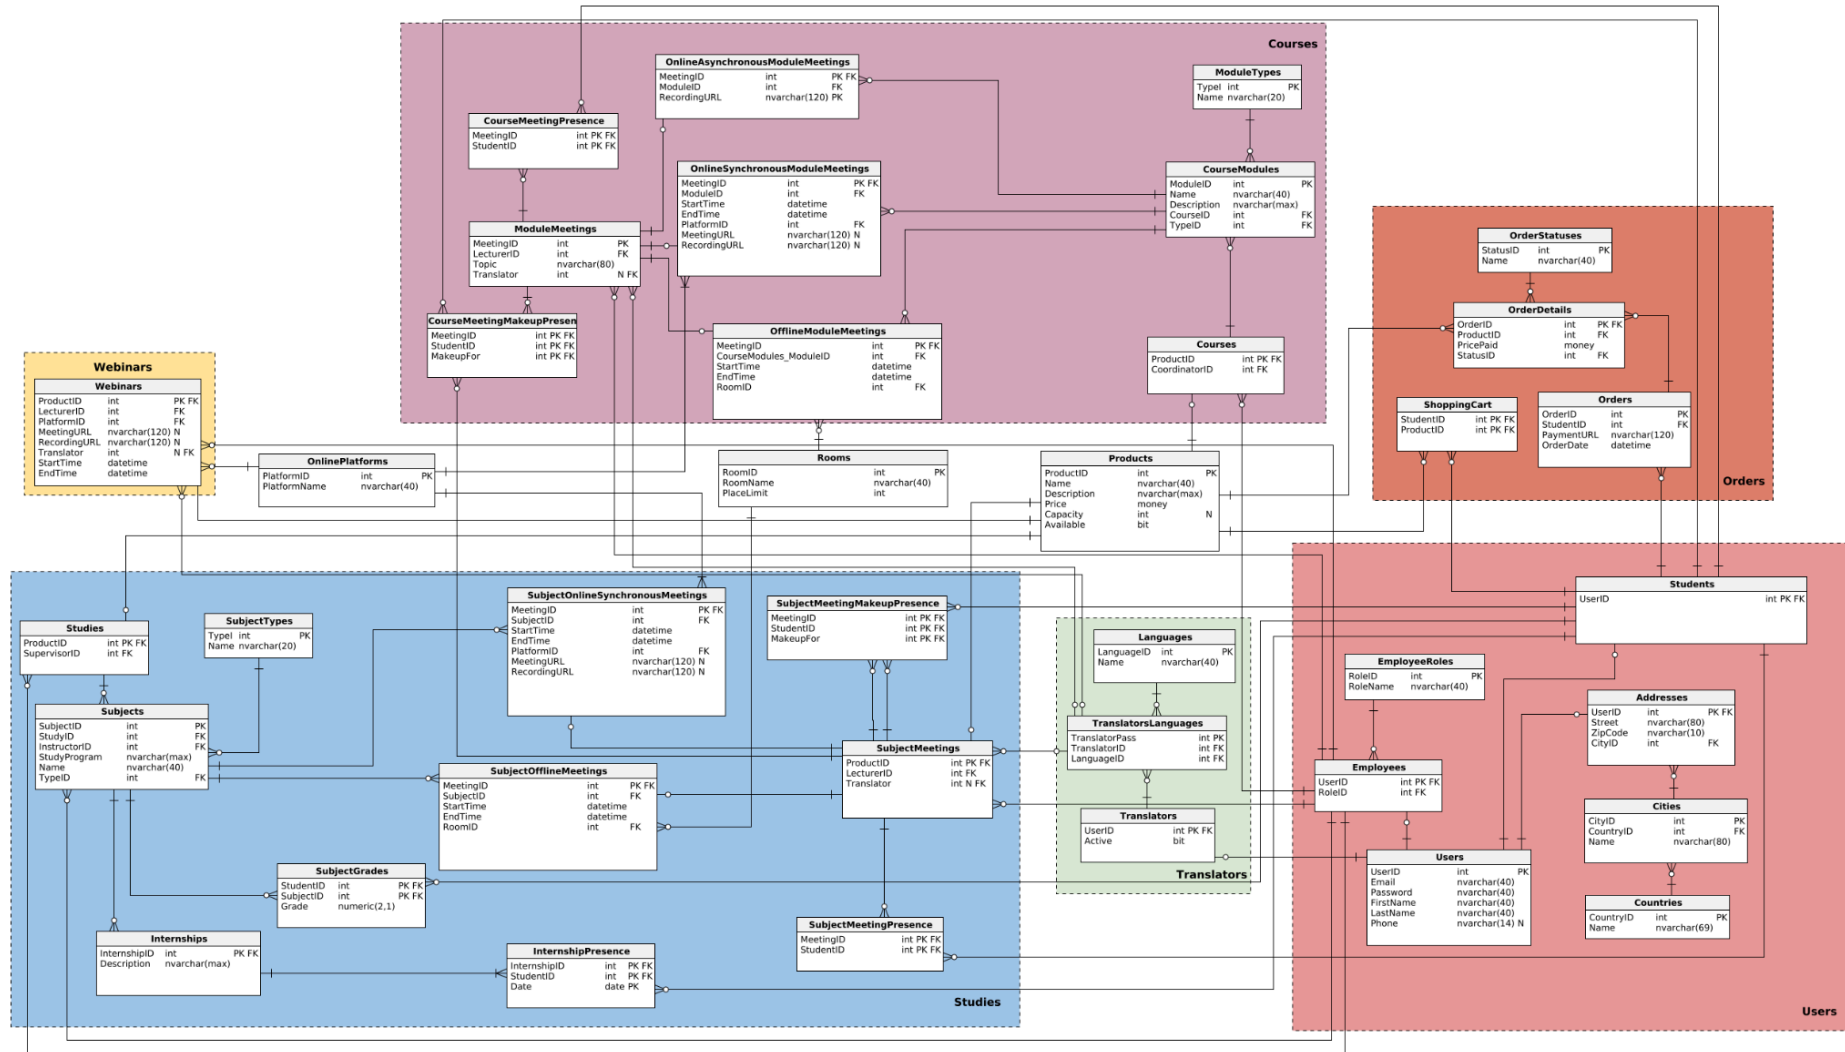 Courses
OnlineAsynchronousModuleMeetings
MeetingID int PK FK
ModuleID int FK
RecordingURL nvarchar(120) PK
ModuleTypes
TypeI int PK
Name nvarchar(20)
CourseMeetingPresence
MeetingID int PK FK
StudentID int PK FK
OnlineSynchronousModuleMeetings
MeetingID int PK FK
ModuleID int FK
StartTime datetime
EndTime datetime
PlatformID int FK
MeetingURL nvarchar(120) N
RecordingURL nvarchar(120) N
CourseModules
ModuleID int PK
Name nvarchar(40)
Description nvarchar(max)
CourseID int FK
TypeID int FK
ModuleMeetings
MeetingID int PK
LecturerID int FK
Topic nvarchar(80)
Translator int N FK
CourseMeetingMakeupPresen
MeetingID int PK FK
StudentID int PK FK
MakeupFor int PK FK
OfflineModuleMeetings
MeetingID int PK FK
CourseModules_ModuleID int FK
StartTime datetime
EndTime datetime
RoomID int FK
Courses
ProductID int PK FK
CoordinatorID int FK
OrderStatuses
StatusID int PK
Name nvarchar(40)
OrderDetails
OrderID int PK FK
ProductID int FK
PricePaid money
StatusID int FK
ShoppingCart
StudentID int PK FK
ProductID int PK FK
Orders
OrderID int PK
StudentID int FK
PaymentURL nvarchar(120)
OrderDate datetime
Orders
Webinars
Webinars
ProductID int PK FK
LecturerID int FK
PlatformID int FK
MeetingURL nvarchar(120) N
RecordingURL nvarchar(120) N
Translator int N FK
StartTime datetime
EndTime datetime
OnlinePlatforms
PlatformID int PK
PlatformName nvarchar(40)
Rooms
RoomID int PK
RoomName nvarchar(40)
PlaceLimit int
Products
ProductID int PK
Name nvarchar(40)
Description nvarchar(max)
Price money
Capacity int N
Available bit
Studies
ProductID int PK FK
SupervisorID int FK
SubjectTypes
TypeI int PK
Name nvarchar(20)
SubjectOnlineSynchronousMeetings
MeetingID int PK FK
SubjectID int FK
StartTime datetime
EndTime datetime
PlatformID int FK
MeetingURL nvarchar(120) N
RecordingURL nvarchar(120) N
SubjectMeetingMakeupPresence
MeetingID int PK FK
StudentID int PK FK
MakeupFor int PK FK
Subjects
SubjectID int PK
StudyID int FK
InstructorID int FK
StudyProgram nvarchar(max)
Name nvarchar(40)
TypeID int FK
SubjectOfflineMeetings
MeetingID int PK FK
SubjectID int FK
StartTime datetime
EndTime datetime
RoomID int FK
SubjectMeetings
ProductID int PK FK
LecturerID int FK
Translator int N FK
SubjectGrades
StudentID int PK FK
SubjectID int PK FK
Grade numeric(2,1)
Internships
InternshipID int PK FK
Description nvarchar(max)
InternshipPresence
InternshipID int PK FK
StudentID int PK FK
Date date PK
SubjectMeetingPresence
MeetingID int PK FK
StudentID int PK FK
Studies
Languages
LanguageID int PK
Name nvarchar(40)
TranslatorsLanguages
TranslatorPass int PK
TranslatorID int FK
LanguageID int FK
Translators
UserID int PK FK
Active bit
Translators
Students
UserID int PK FK
EmployeeRoles
RoleID int PK
RoleName nvarchar(40)
Addresses
UserID int PK FK
Street nvarchar(80)
ZipCode nvarchar(10)
CityID int FK
Employees
UserID int PK FK
RoleID int FK
Cities
CityID int PK
CountryID int FK
Name nvarchar(80)
Users
UserID int PK
Email nvarchar(40)
Password nvarchar(40)
FirstName nvarchar(40)
LastName nvarchar(40)
Phone nvarchar(14) N
Countries
CountryID int PK
Name nvarchar(69)
Users